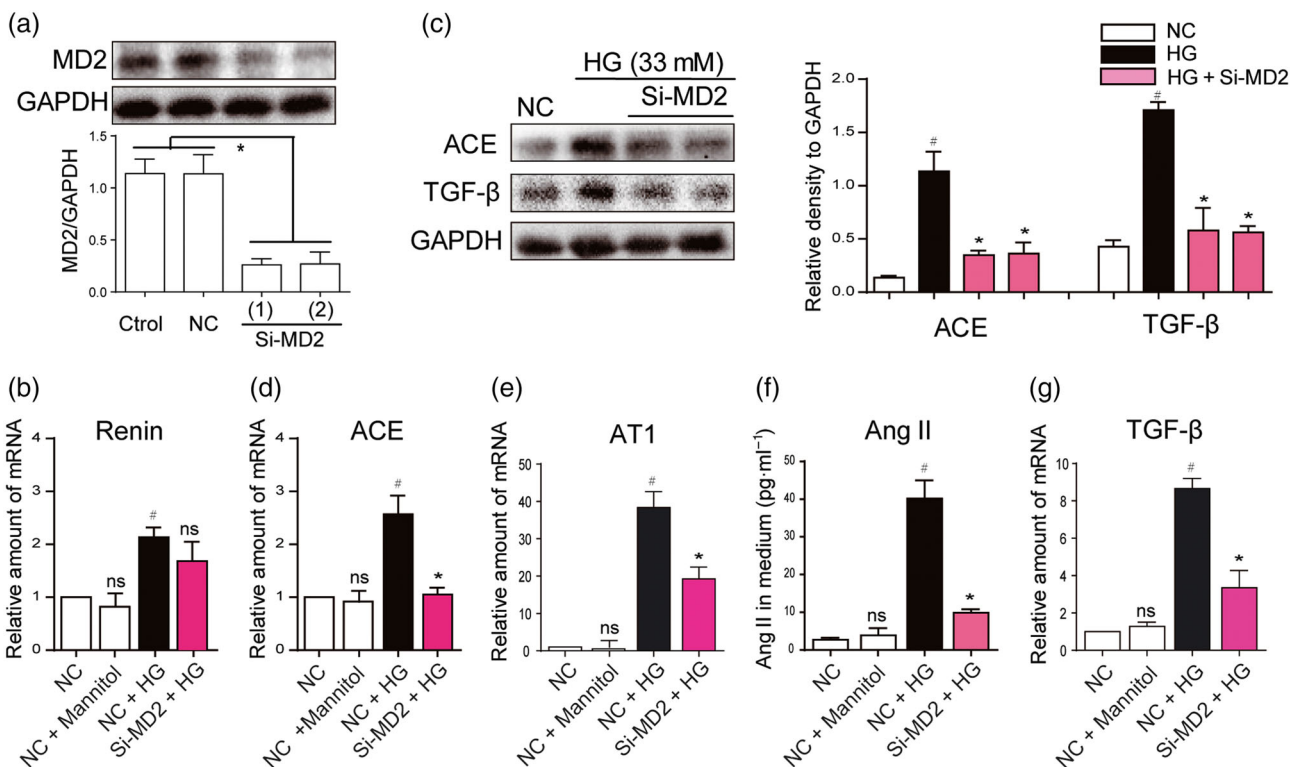 (a)
MD2
GAPDH
MD2/GAPDH
1.5
1.0
0.5
0.0
*
Ctrol NC (1) (2)
Si-MD2
(c)
HG (33 mM)
NC Si-MD2
ACE
TGF-β
GAPDH
NC
HG
HG + Si-MD2
Relative density to GAPDH
2.0
1.5
1.0
0.5
0.0
# * * # * *
ACE TGF-β
(b)
Renin
Relative amount of mRNA
4
3
2
1
0
ns # ns
NC
NC + Mannitol
NC + HG
Si-MD2 + HG
(d)
ACE
Relative amount of mRNA
4
3
2
1
0
ns # *
NC
NC +Mannitol
NC + HG
Si-MD2 + HG
(e)
AT1
Relative amount of mRNA
50
40
30
20
10
0
ns # *
NC
NC + Mannitol
NC + HG
Si-MD2 + HG
(f)
Ang II
Ang II in medium (pg·ml⁻¹)
50
40
30
20
10
0
ns # *
NC
NC + Mannitol
NC + HG
Si-MD2 + HG
(g)
TGF-β
Relative amount of mRNA
10
8
6
4
2
0
ns # *
NC
NC + Mannitol
NC + HG
Si-MD2 + HG